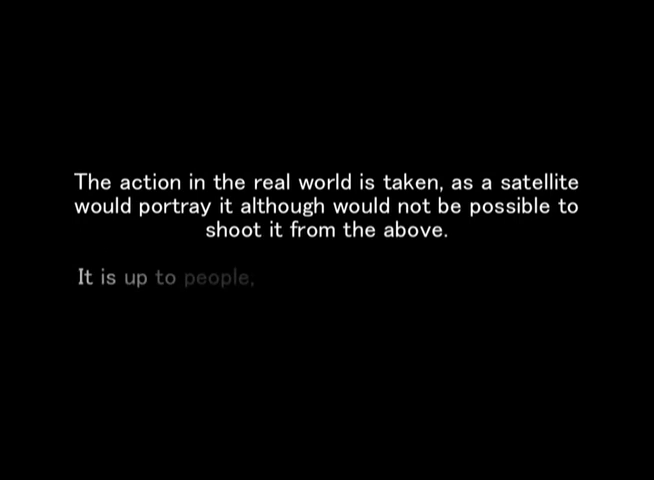 The action in the real world is taken, as a satellite
would portray it although would not be possible to
shoot it from the above.
It is up to people,